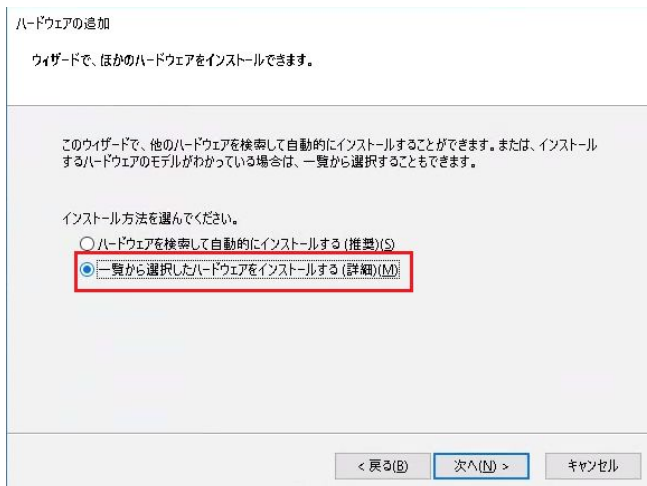 ハードウェアの追加
ウィザードで、ほかのハードウェアをインストールできます。
このウィザードで、他のハードウェアを検索して自動的にインストールすることができます。または、インストール
するハードウェアのモデルがわかっている場合は、一覧から選択することもできます。
インストール方法を選んでください。
ハードウェアを検索して自動的にインストールする (推奨)(S)
一覧から選択したハードウェアをインストールする (詳細)(M)
< 戻る(B) 次へ(N) > キャンセル